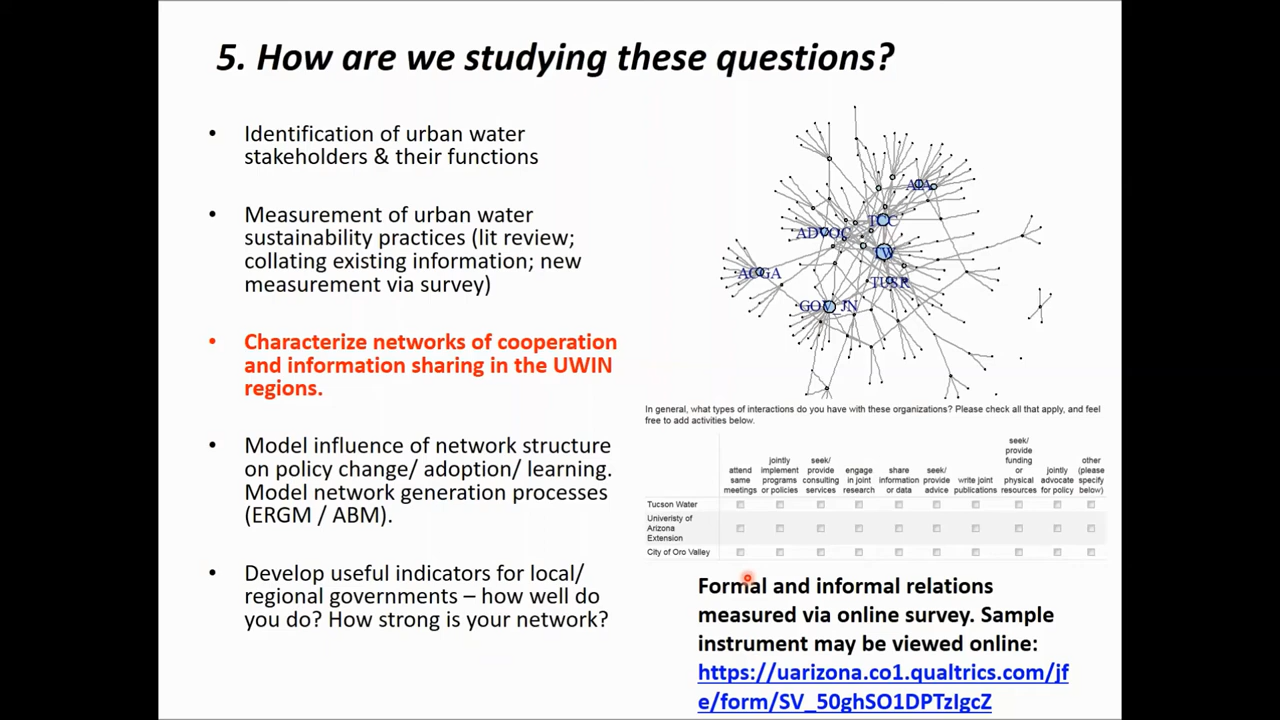 5. How are we studying these questions?
• Identification of urban water
stakeholders & their functions
• Measurement of urban water
sustainability practices (lit review;
collating existing information; new
measurement via survey)
• Characterize networks of cooperation
and information sharing in the UWIN
regions.
• Model influence of network structure
on policy change/ adoption/ learning.
Model network generation processes
(ERGM / ABM).
• Develop useful indicators for local/
regional governments – how well do
you do? How strong is your network?
TCC
ADVOC
TW
ACGA
TUSR
GOV_JN
In general, what types of interactions do you have with these organizations? Please check all that apply, and feel
free to add activities below.
attend
same
meetings
jointly
implement
programs
or policies
seek/
provide
consulting
services
engage
in joint
research
share
information
or data
seek/
provide
advice
write joint
publications
seek/
provide
funding
or
physical
resources
jointly
advocate
for policy
other
(please
specify
below)
Tucson Water
Univeristy of
Arizona
Extension
City of Oro Valley
Formal and informal relations
measured via online survey. Sample
instrument may be viewed online:
https://uarizona.co1.qualtrics.com/jf
e/form/SV_50ghSO1DPTzIgcZ